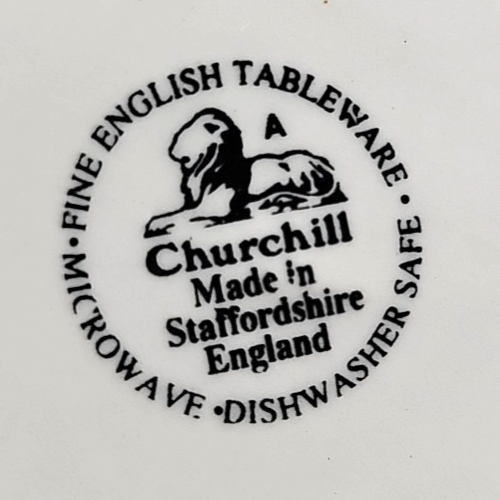 • FINE ENGLISH TABLEWARE •
A
Churchill
Made in
Staffordshire
England
MICROWAVE • DISHWASHER SAFE